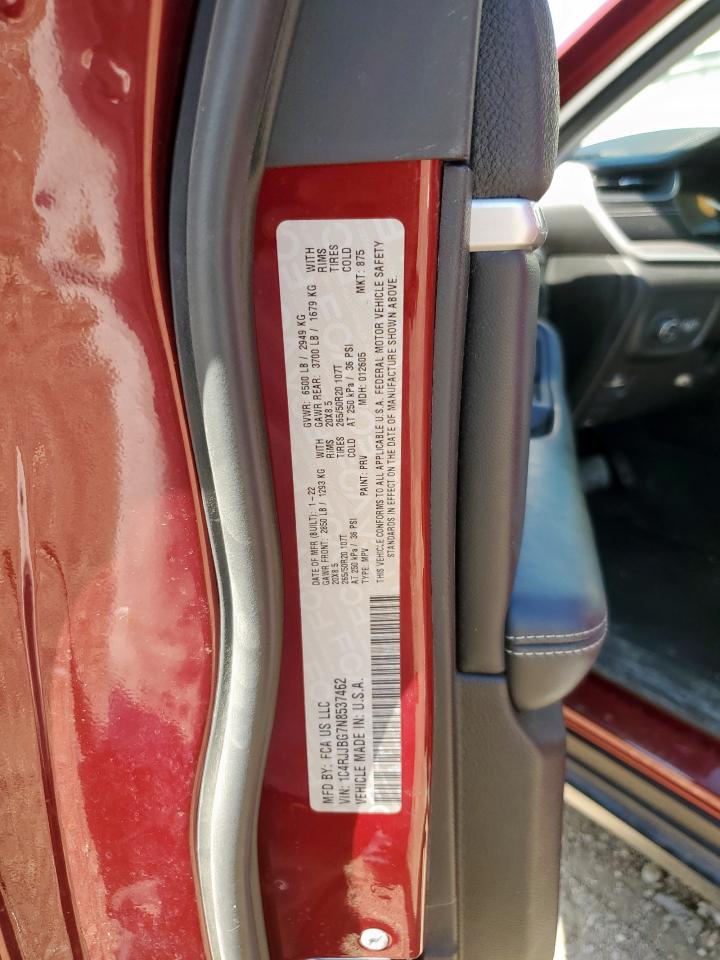 MFD BY: FCA US LLC
VIN: 1C4RJJBG7N8537462
VEHICLE MADE IN: U.S.A.
DATE OF MFR (BUILT): 1-22 GVWR: 6500 LB / 2949 KG
GAWR FRONT: 2850 LB / 1293 KG WITH GAWR REAR: 3700 LB / 1679 KG WITH
20X8.5 RIMS 20X8.5 RIMS
265/50R20 107T TIRES 265/50R20 107T TIRES
AT 250 kPa / 36 PSI COLD AT 250 kPa / 36 PSI COLD
TYPE: MPV PAINT: PRV MDH: 012605 MKT: 875
THIS VEHICLE CONFORMS TO ALL APPLICABLE U.S.A. FEDERAL MOTOR VEHICLE SAFETY
STANDARDS IN EFFECT ON THE DATE OF MANUFACTURE SHOWN ABOVE.